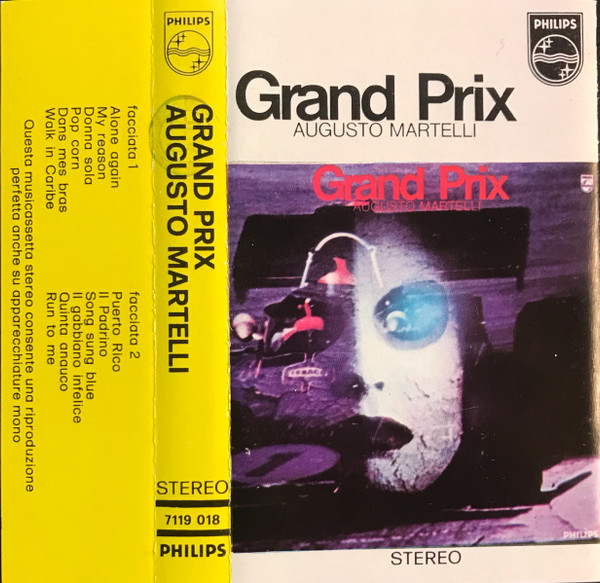 facciata 1
Alone again
My reason
Donna sola
Pop corn
Dans mes bras
Walk in Caribe
facciata 2
Puerto Rico
Il Padrino
Song sung blue
Il gabbiano infelice
Quinta anauco
Run to me
Questa musicassetta stereo consente una riproduzione
perfetta anche su apparecchiature mono
PHILIPS
GRAND PRIX
AUGUSTO MARTELLI
STEREO
7119 018
PHILIPS
PHILIPS
Grand Prix
AUGUSTO MARTELLI
Grand Prix
AUGUSTO MARTELLI
1
PHILIPS
STEREO